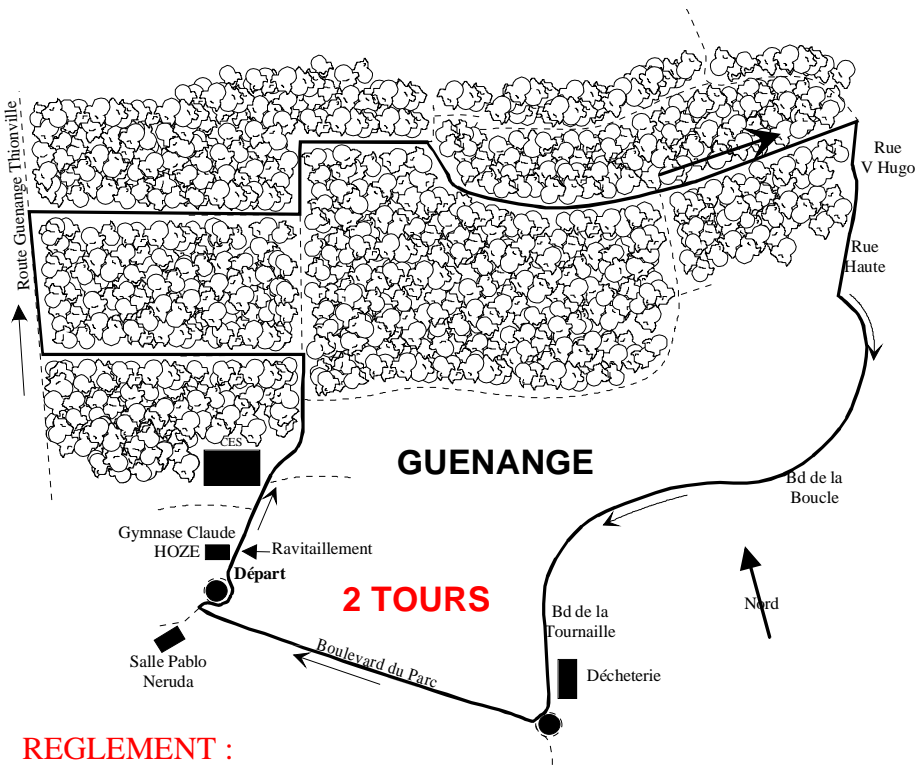 Route Guenange Thionville
Rue
V Hugo
Rue
Haute
CES
GUENANGE
Bd de la
Boucle
Gymnase Claude
HOZE
Ravitaillement
Départ
2 TOURS
Nord
Bd de la
Tournaille
Salle Pablo
Neruda
Boulevard du Parc
Décheterie
REGLEMENT :